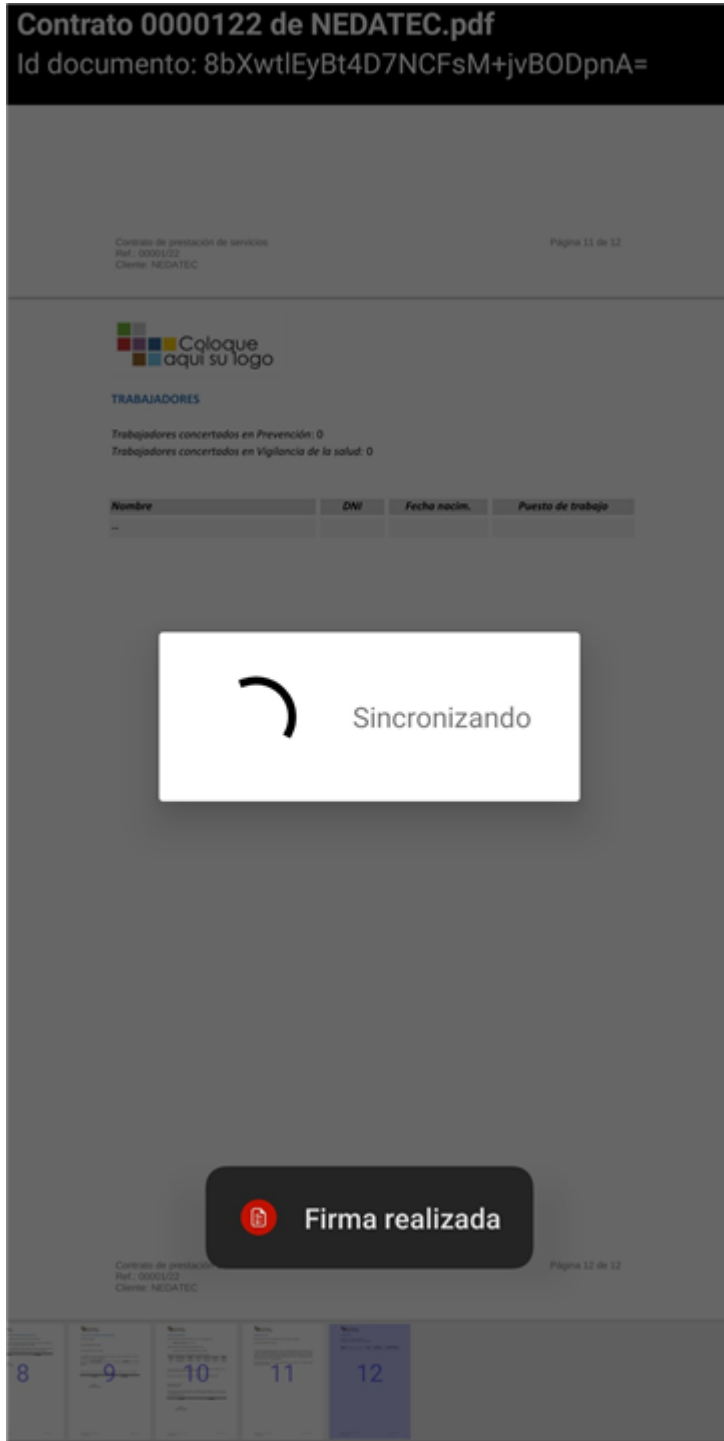 Contrato 0000122 de NEDATEC.pdf
Id documento: 8bXwtlEyBt4D7NCFsM+jvBODpnA=
Contrato de prestación de servicios
Página 11 de 12
Ref.: 00001/22
Cliente: NEDATEC
Coloque
aquí su logo
TRABAJADORES
Trabajadores concertados en Prevención: 0
Trabajadores concertados en Vigilancia de la salud: 0
Nombre DNI Fecha nacim. Puesto de trabajo
--
Sincronizando
Firma realizada
Contrato de prestación
Página 12 de 12
Ref.: 00001/22
Cliente: NEDATEC
8 9 10 11 12